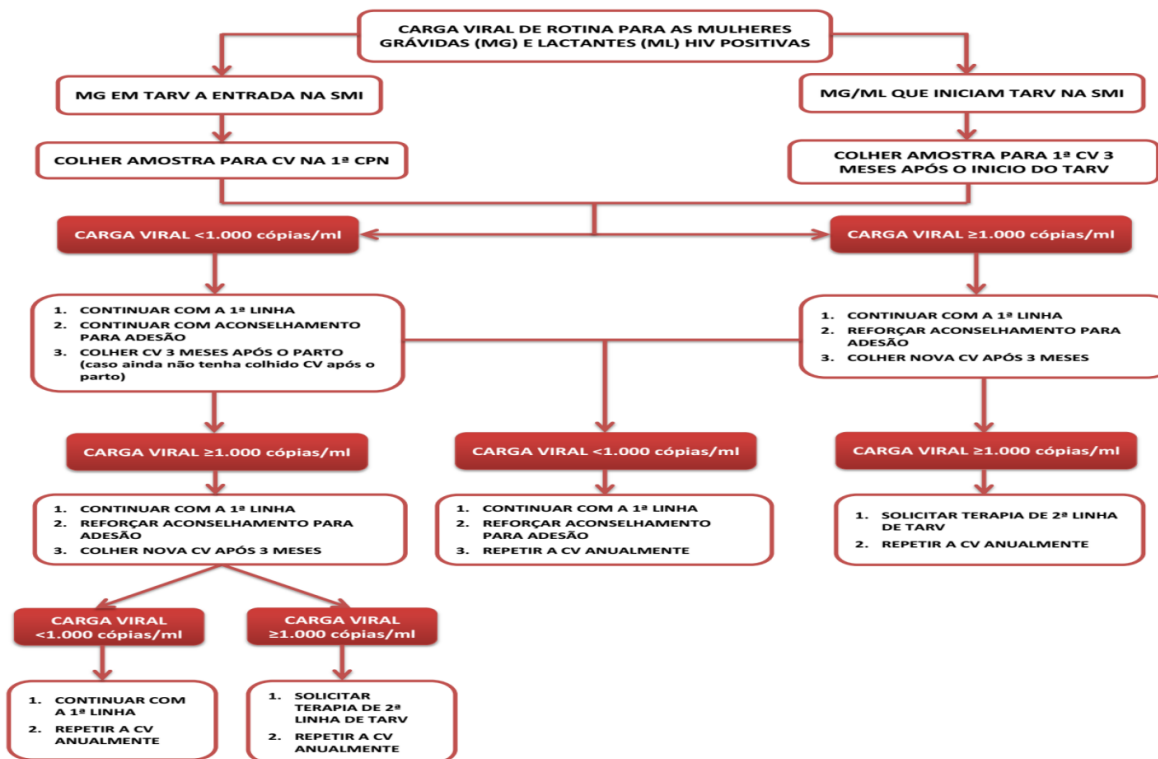 CARGA VIRAL DE ROTINA PARA AS MULHERES
GRÁVIDAS (MG) E LACTANTES (ML) HIV POSITIVAS
MG EM TARV A ENTRADA NA SMI
MG/ML QUE INICIAM TARV NA SMI
COLHER AMOSTRA PARA CV NA 1ª CPN
COLHER AMOSTRA PARA 1ª CV 3
MESES APÓS O INICIO DO TARV
CARGA VIRAL <1.000 cópias/ml
CARGA VIRAL ≥1.000 cópias/ml
1. CONTINUAR COM A 1ª LINHA
2. CONTINUAR COM ACONSELHAMENTO
PARA ADESÃO
3. COLHER CV 3 MESES APÓS O PARTO
(caso ainda não tenha colhido CV após o
parto)
1. CONTINUAR COM A 1ª LINHA
2. REFORÇAR ACONSELHAMENTO PARA
ADESÃO
3. COLHER NOVA CV APÓS 3 MESES
CARGA VIRAL ≥1.000 cópias/ml
CARGA VIRAL <1.000 cópias/ml
CARGA VIRAL ≥1.000 cópias/ml
1. CONTINUAR COM A 1ª LINHA
2. REFORÇAR ACONSELHAMENTO PARA
ADESÃO
3. COLHER NOVA CV APÓS 3 MESES
1. CONTINUAR COM A 1ª LINHA
2. REFORÇAR ACONSELHAMENTO
PARA ADESÃO
3. REPETIR A CV ANUALMENTE
1. SOLICITAR TERAPIA DE 2ª LINHA
DE TARV
2. REPETIR A CV ANUALMENTE
CARGA VIRAL
<1.000 cópias/ml
CARGA VIRAL
≥1.000 cópias/ml
1. CONTINUAR COM
A 1ª LINHA
2. REPETIR A CV
ANUALMENTE
1. SOLICITAR
TERAPIA DE 2ª
LINHA DE TARV
2. REPETIR A CV
ANUALMENTE